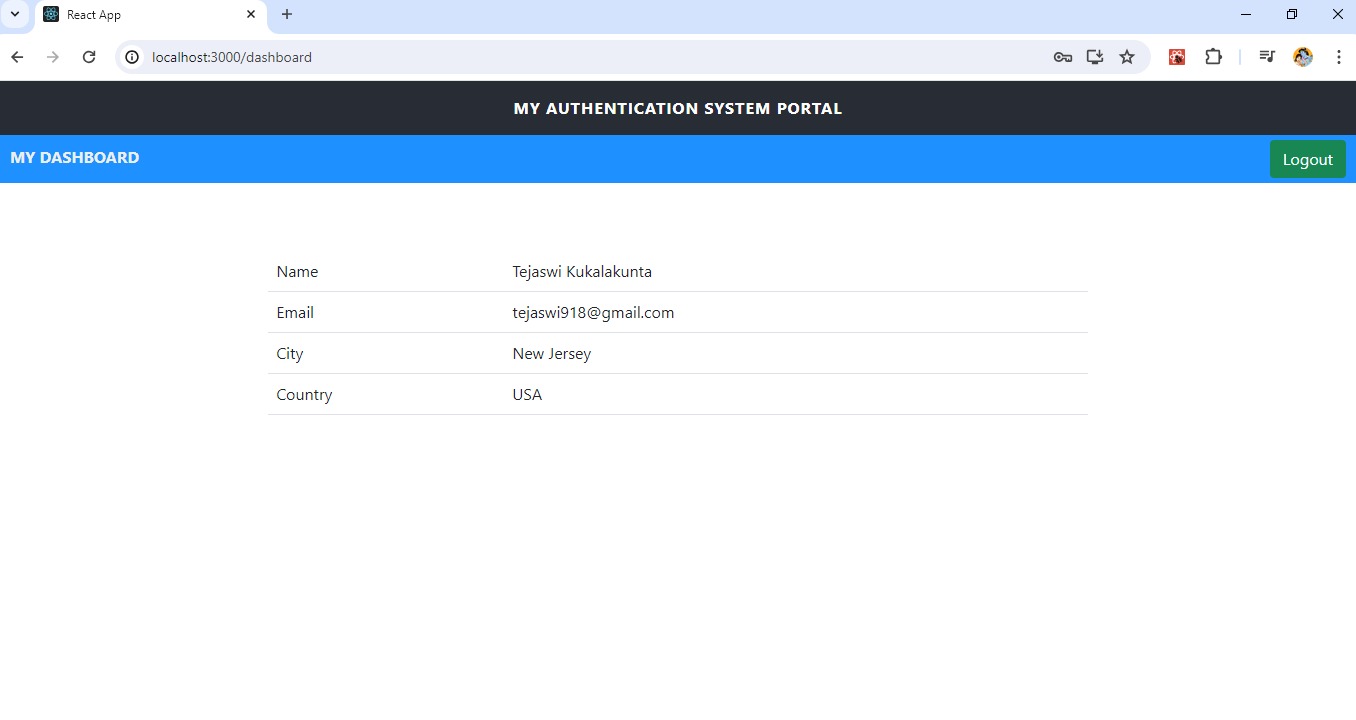 React App
localhost:3000/dashboard
MY AUTHENTICATION SYSTEM PORTAL
MY DASHBOARD
Logout
Name Tejaswi Kukalakunta
Email tejaswi918@gmail.com
City New Jersey
Country USA